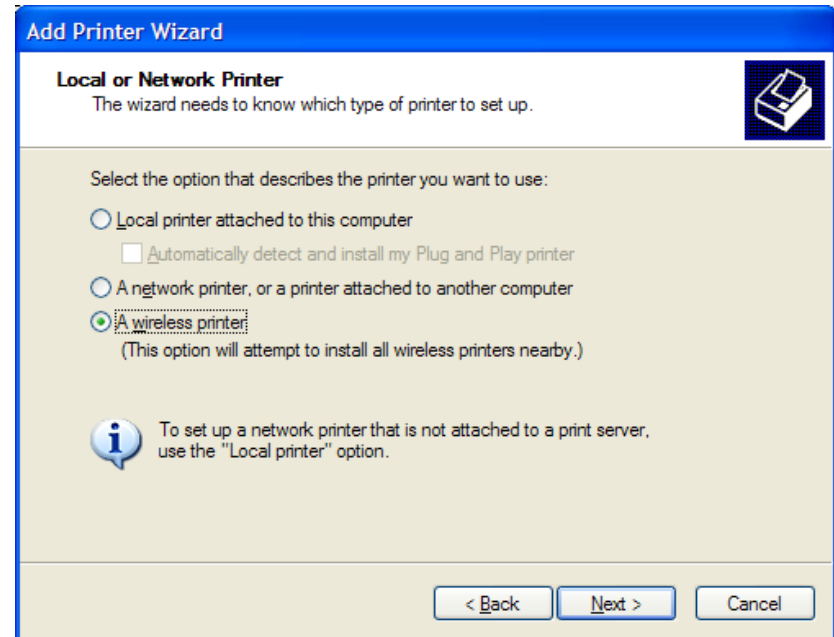 Add Printer Wizard
Local or Network Printer
The wizard needs to know which type of printer to set up.
Select the option that describes the printer you want to use:
Local printer attached to this computer
Automatically detect and install my Plug and Play printer
A network printer, or a printer attached to another computer
A wireless printer
(This option will attempt to install all wireless printers nearby.)
To set up a network printer that is not attached to a print server,
use the "Local printer" option.
< Back Next > Cancel